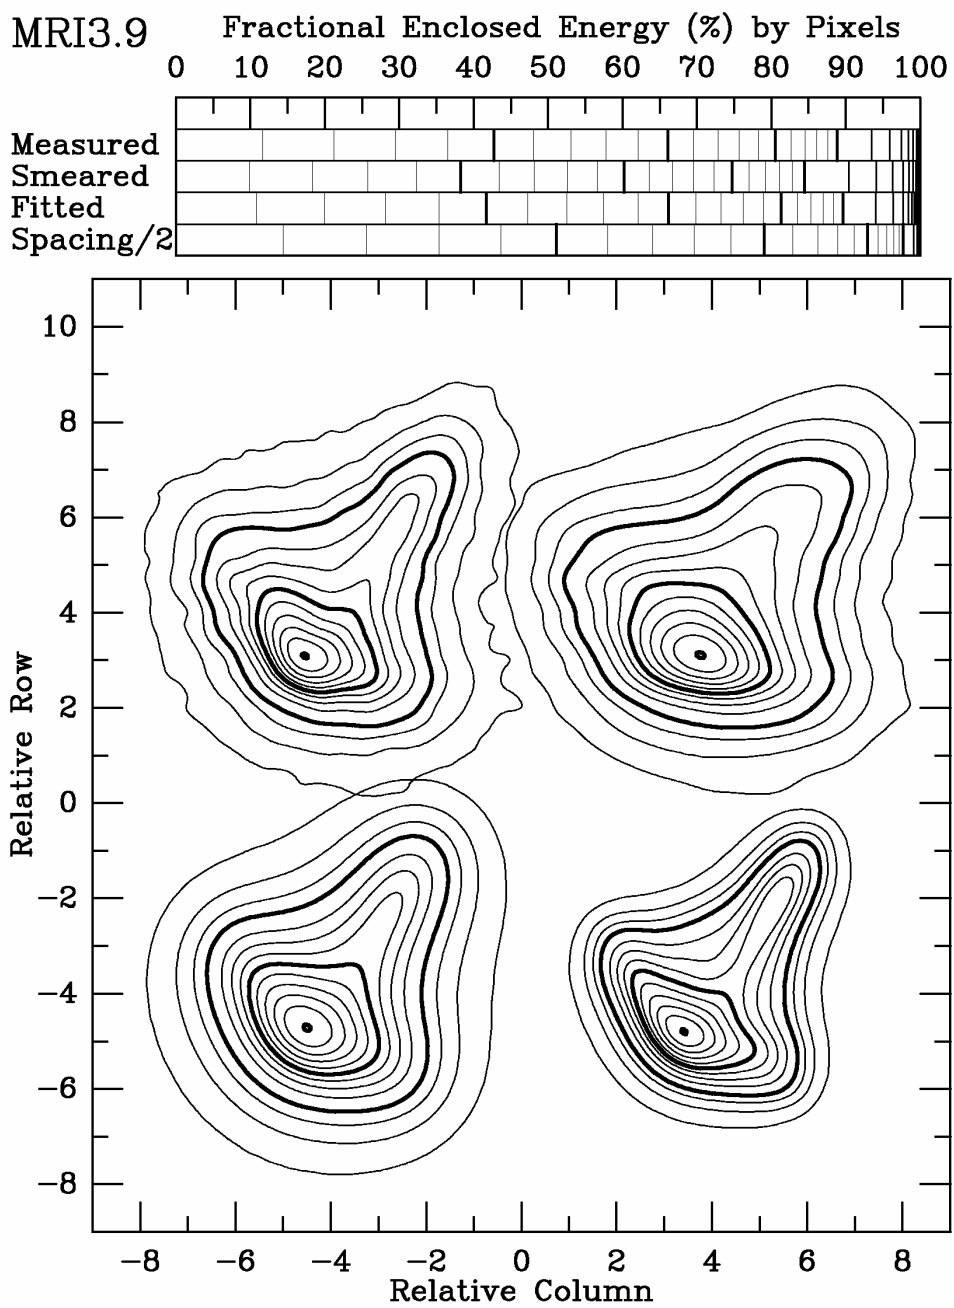 MRI3.9
Fractional Enclosed Energy (%) by Pixels
0 10 20 30 40 50 60 70 80 90 100
Measured
Smeared
Fitted
Spacing/2
10
8
6
4
2
0
−2
−4
−6
−8
Relative Row
−8 −6 −4 −2 0 2 4 6 8
Relative Column